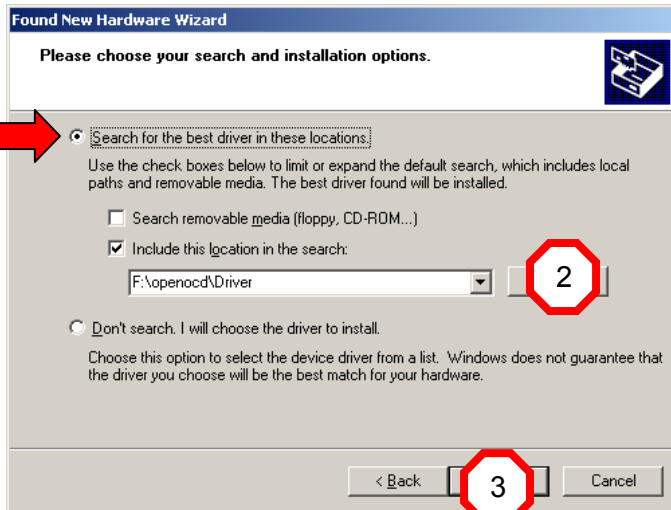 Found New Hardware Wizard
Please choose your search and installation options.
Search for the best driver in these locations.
Use the check boxes below to limit or expand the default search, which includes local
paths and removable media. The best driver found will be installed.
Search removable media (floppy, CD-ROM...)
Include this location in the search:
F:\openocd\Driver
2
Don't search. I will choose the driver to install.
Choose this option to select the device driver from a list. Windows does not guarantee that
the driver you choose will be the best match for your hardware.
< Back
3
Cancel